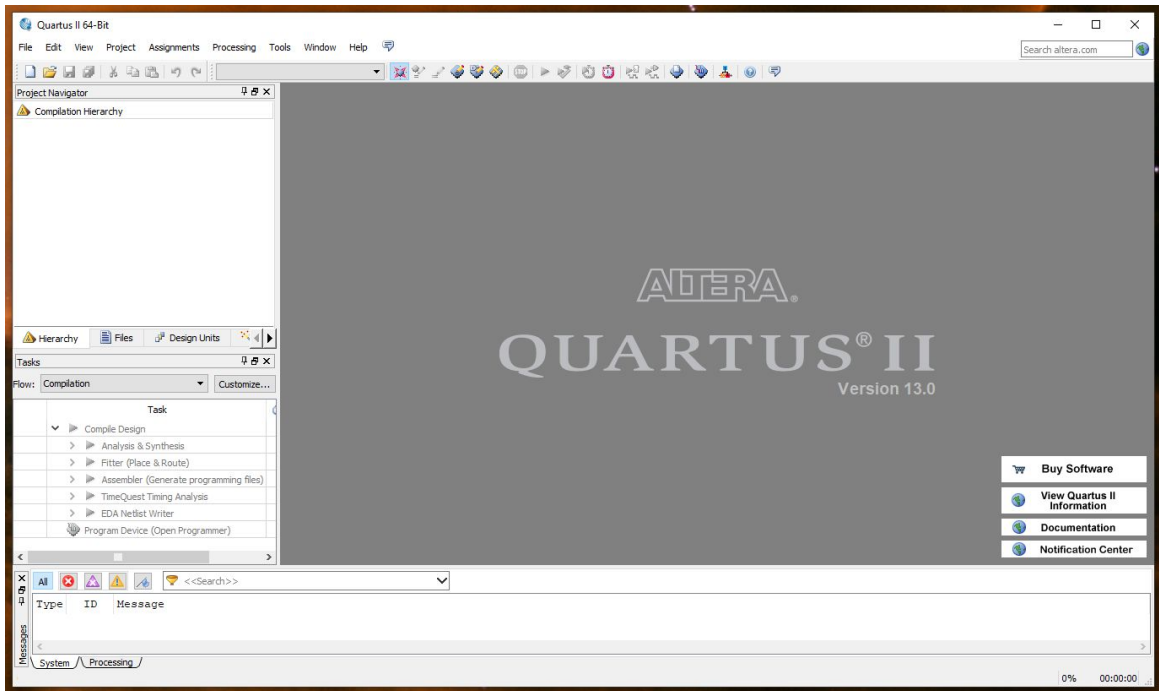 Quartus II 64-Bit
File Edit View Project Assignments Processing Tools Window Help
Search altera.com
Project Navigator
Compilation Hierarchy
Hierarchy Files Design Units
Tasks
Flow: Compilation Customize...
Task
Compile Design
Analysis & Synthesis
Fitter (Place & Route)
Assembler (Generate programming files)
TimeQuest Timing Analysis
EDA Netlist Writer
Program Device (Open Programmer)
ALTERA®
QUARTUS® II
Version 13.0
Buy Software
View Quartus II
Information
Documentation
Notification Center
All <<Search>>
Type ID Message
Messages
System Processing
0% 00:00:00